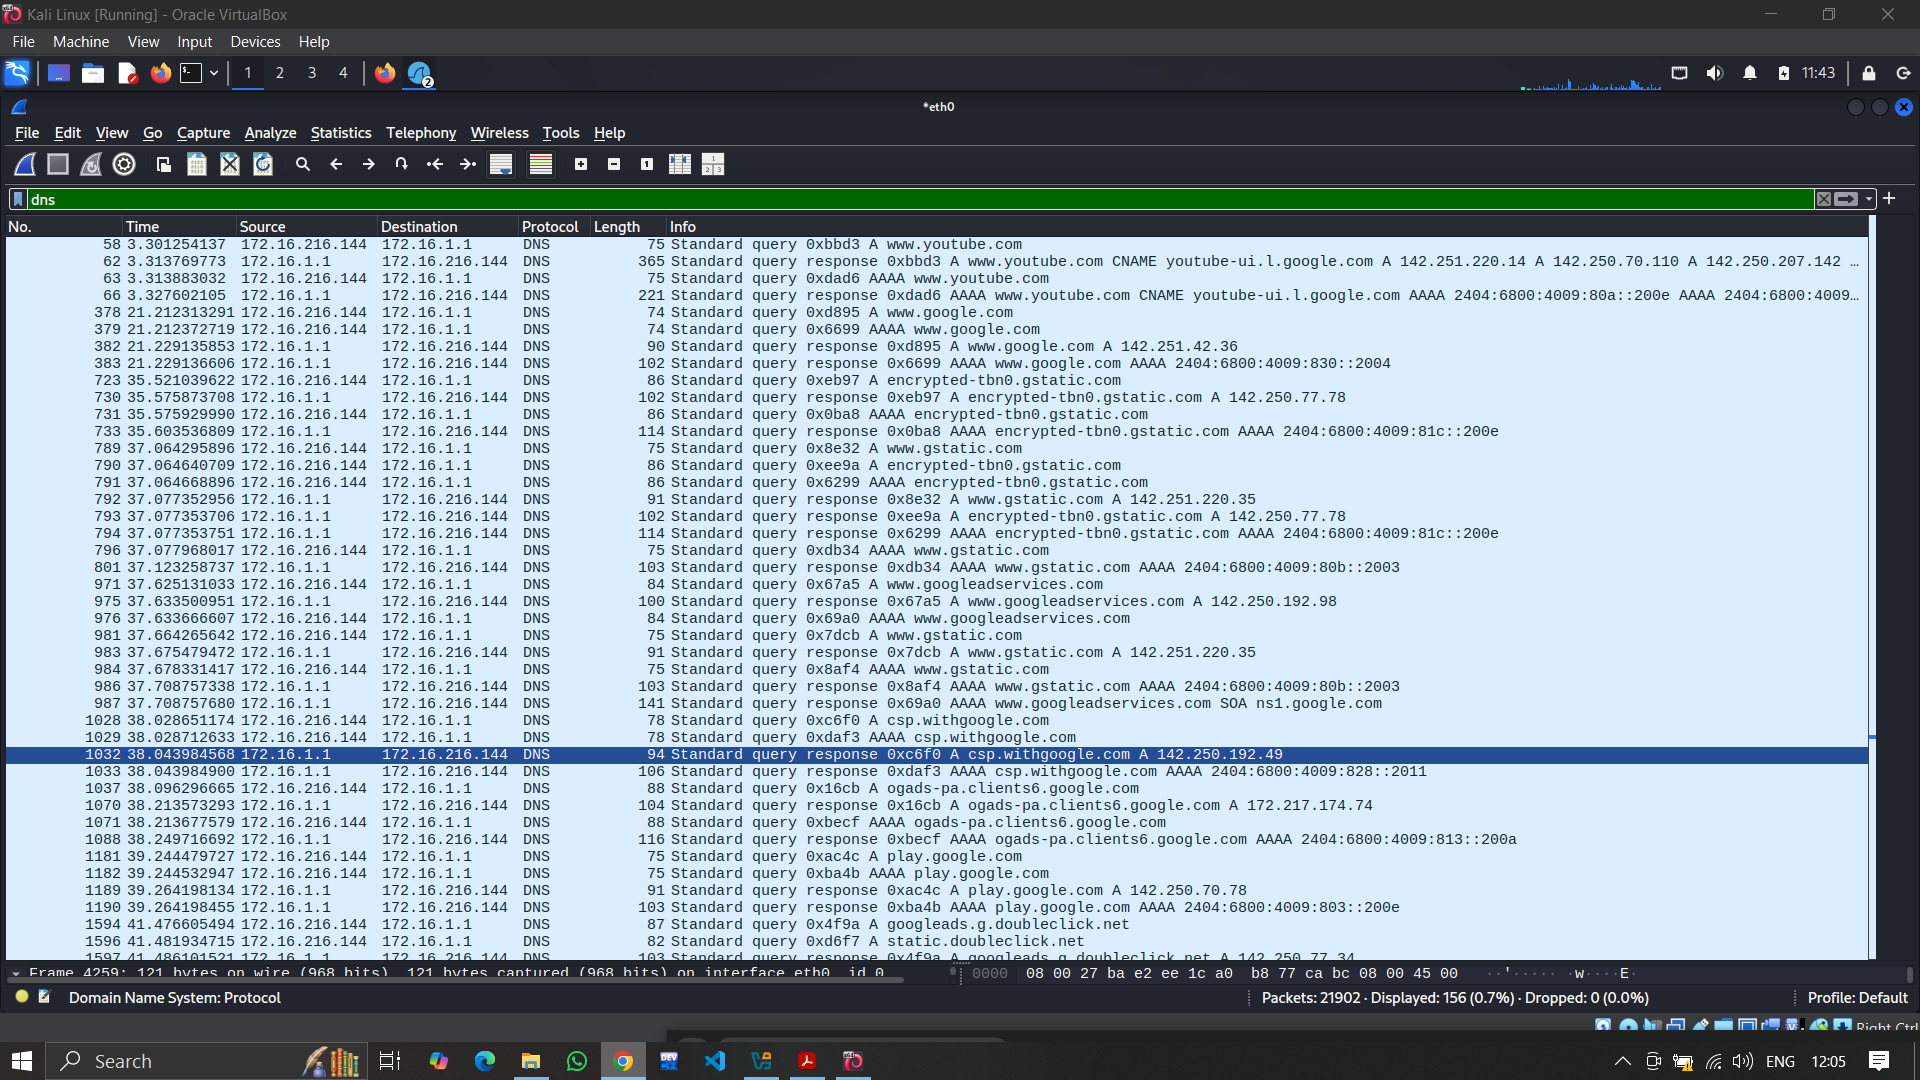 Kali Linux [Running] - Oracle VirtualBox
File Machine View Input Devices Help
1 2 3 4 2 11:43
*eth0
File Edit View Go Capture Analyze Statistics Telephony Wireless Tools Help
dns
No. Time Source Destination Protocol Length Info
58 3.301254137 172.16.216.144 172.16.1.1 DNS 75 Standard query 0xbbd3 A www.youtube.com
62 3.313769773 172.16.1.1 172.16.216.144 DNS 365 Standard query response 0xbbd3 A www.youtube.com CNAME youtube-ui.l.google.com A 142.251.220.14 A 142.250.70.110 A 142.250.207.142 …
63 3.313883032 172.16.216.144 172.16.1.1 DNS 75 Standard query 0xdad6 AAAA www.youtube.com
66 3.327602105 172.16.1.1 172.16.216.144 DNS 221 Standard query response 0xdad6 AAAA www.youtube.com CNAME youtube-ui.l.google.com AAAA 2404:6800:4009:80a::200e AAAA 2404:6800:4009…
378 21.212313291 172.16.216.144 172.16.1.1 DNS 74 Standard query 0xd895 A www.google.com
379 21.212372719 172.16.216.144 172.16.1.1 DNS 74 Standard query 0x6699 AAAA www.google.com
382 21.229135853 172.16.1.1 172.16.216.144 DNS 90 Standard query response 0xd895 A www.google.com A 142.251.42.36
383 21.229136606 172.16.1.1 172.16.216.144 DNS 102 Standard query response 0x6699 AAAA www.google.com AAAA 2404:6800:4009:830::2004
723 35.521039622 172.16.216.144 172.16.1.1 DNS 86 Standard query 0xeb97 A encrypted-tbn0.gstatic.com
730 35.575873708 172.16.1.1 172.16.216.144 DNS 102 Standard query response 0xeb97 A encrypted-tbn0.gstatic.com A 142.250.77.78
731 35.575929990 172.16.216.144 172.16.1.1 DNS 86 Standard query 0x0ba8 AAAA encrypted-tbn0.gstatic.com
733 35.603536809 172.16.1.1 172.16.216.144 DNS 114 Standard query response 0x0ba8 AAAA encrypted-tbn0.gstatic.com AAAA 2404:6800:4009:81c::200e
789 37.064295896 172.16.216.144 172.16.1.1 DNS 75 Standard query 0x8e32 A www.gstatic.com
790 37.064640709 172.16.216.144 172.16.1.1 DNS 86 Standard query 0xee9a A encrypted-tbn0.gstatic.com
791 37.064668896 172.16.216.144 172.16.1.1 DNS 86 Standard query 0x6299 AAAA encrypted-tbn0.gstatic.com
792 37.077352956 172.16.1.1 172.16.216.144 DNS 91 Standard query response 0x8e32 A www.gstatic.com A 142.251.220.35
793 37.077353706 172.16.1.1 172.16.216.144 DNS 102 Standard query response 0xee9a A encrypted-tbn0.gstatic.com A 142.250.77.78
794 37.077353751 172.16.1.1 172.16.216.144 DNS 114 Standard query response 0x6299 AAAA encrypted-tbn0.gstatic.com AAAA 2404:6800:4009:81c::200e
796 37.077968017 172.16.216.144 172.16.1.1 DNS 75 Standard query 0xdb34 AAAA www.gstatic.com
801 37.123258737 172.16.1.1 172.16.216.144 DNS 103 Standard query response 0xdb34 AAAA www.gstatic.com AAAA 2404:6800:4009:80b::2003
971 37.625131033 172.16.216.144 172.16.1.1 DNS 84 Standard query 0x67a5 A www.googleadservices.com
975 37.633500951 172.16.1.1 172.16.216.144 DNS 100 Standard query response 0x67a5 A www.googleadservices.com A 142.250.192.98
976 37.633666607 172.16.216.144 172.16.1.1 DNS 84 Standard query 0x69a0 AAAA www.googleadservices.com
981 37.664265642 172.16.216.144 172.16.1.1 DNS 75 Standard query 0x7dcb A www.gstatic.com
983 37.675479472 172.16.1.1 172.16.216.144 DNS 91 Standard query response 0x7dcb A www.gstatic.com A 142.251.220.35
984 37.678331417 172.16.216.144 172.16.1.1 DNS 75 Standard query 0x8af4 AAAA www.gstatic.com
986 37.708757338 172.16.1.1 172.16.216.144 DNS 103 Standard query response 0x8af4 AAAA www.gstatic.com AAAA 2404:6800:4009:80b::2003
987 37.708757680 172.16.1.1 172.16.216.144 DNS 141 Standard query response 0x69a0 AAAA www.googleadservices.com SOA ns1.google.com
1028 38.028651174 172.16.216.144 172.16.1.1 DNS 78 Standard query 0xc6f0 A csp.withgoogle.com
1029 38.028712633 172.16.216.144 172.16.1.1 DNS 78 Standard query 0xdaf3 AAAA csp.withgoogle.com
1032 38.043984568 172.16.1.1 172.16.216.144 DNS 94 Standard query response 0xc6f0 A csp.withgoogle.com A 142.250.192.49
1033 38.043984900 172.16.1.1 172.16.216.144 DNS 106 Standard query response 0xdaf3 AAAA csp.withgoogle.com AAAA 2404:6800:4009:828::2011
1037 38.096296665 172.16.216.144 172.16.1.1 DNS 88 Standard query 0x16cb A ogads-pa.clients6.google.com
1070 38.213573293 172.16.1.1 172.16.216.144 DNS 104 Standard query response 0x16cb A ogads-pa.clients6.google.com A 172.217.174.74
1071 38.213677579 172.16.216.144 172.16.1.1 DNS 88 Standard query 0xbecf AAAA ogads-pa.clients6.google.com
1088 38.249716692 172.16.1.1 172.16.216.144 DNS 116 Standard query response 0xbecf AAAA ogads-pa.clients6.google.com AAAA 2404:6800:4009:813::200a
1181 39.244479727 172.16.216.144 172.16.1.1 DNS 75 Standard query 0xac4c A play.google.com
1182 39.244532947 172.16.216.144 172.16.1.1 DNS 75 Standard query 0xba4b AAAA play.google.com
1189 39.264198134 172.16.1.1 172.16.216.144 DNS 91 Standard query response 0xac4c A play.google.com A 142.250.70.78
1190 39.264198455 172.16.1.1 172.16.216.144 DNS 103 Standard query response 0xba4b AAAA play.google.com AAAA 2404:6800:4009:803::200e
1594 41.476605494 172.16.216.144 172.16.1.1 DNS 87 Standard query 0x4f9a A googleads.g.doubleclick.net
1596 41.481934715 172.16.216.144 172.16.1.1 DNS 82 Standard query 0xd6f7 A static.doubleclick.net
1597 41.486101521 172.16.1.1 172.16.216.144 DNS 103 Standard query response 0x4f9a A googleads.g.doubleclick.net A 142.250.77.34
Frame 4259: 121 bytes on wire (968 bits), 121 bytes captured (968 bits) on interface eth0, id 0
0000 08 00 27 ba e2 ee 1c a0 b8 77 ca bc 08 00 45 00 ··'····· ·w····E·
Domain Name System: Protocol
Packets: 21902 · Displayed: 156 (0.7%) · Dropped: 0 (0.0%)
Profile: Default
Right Ctrl
Search
DEV
ENG 12:05